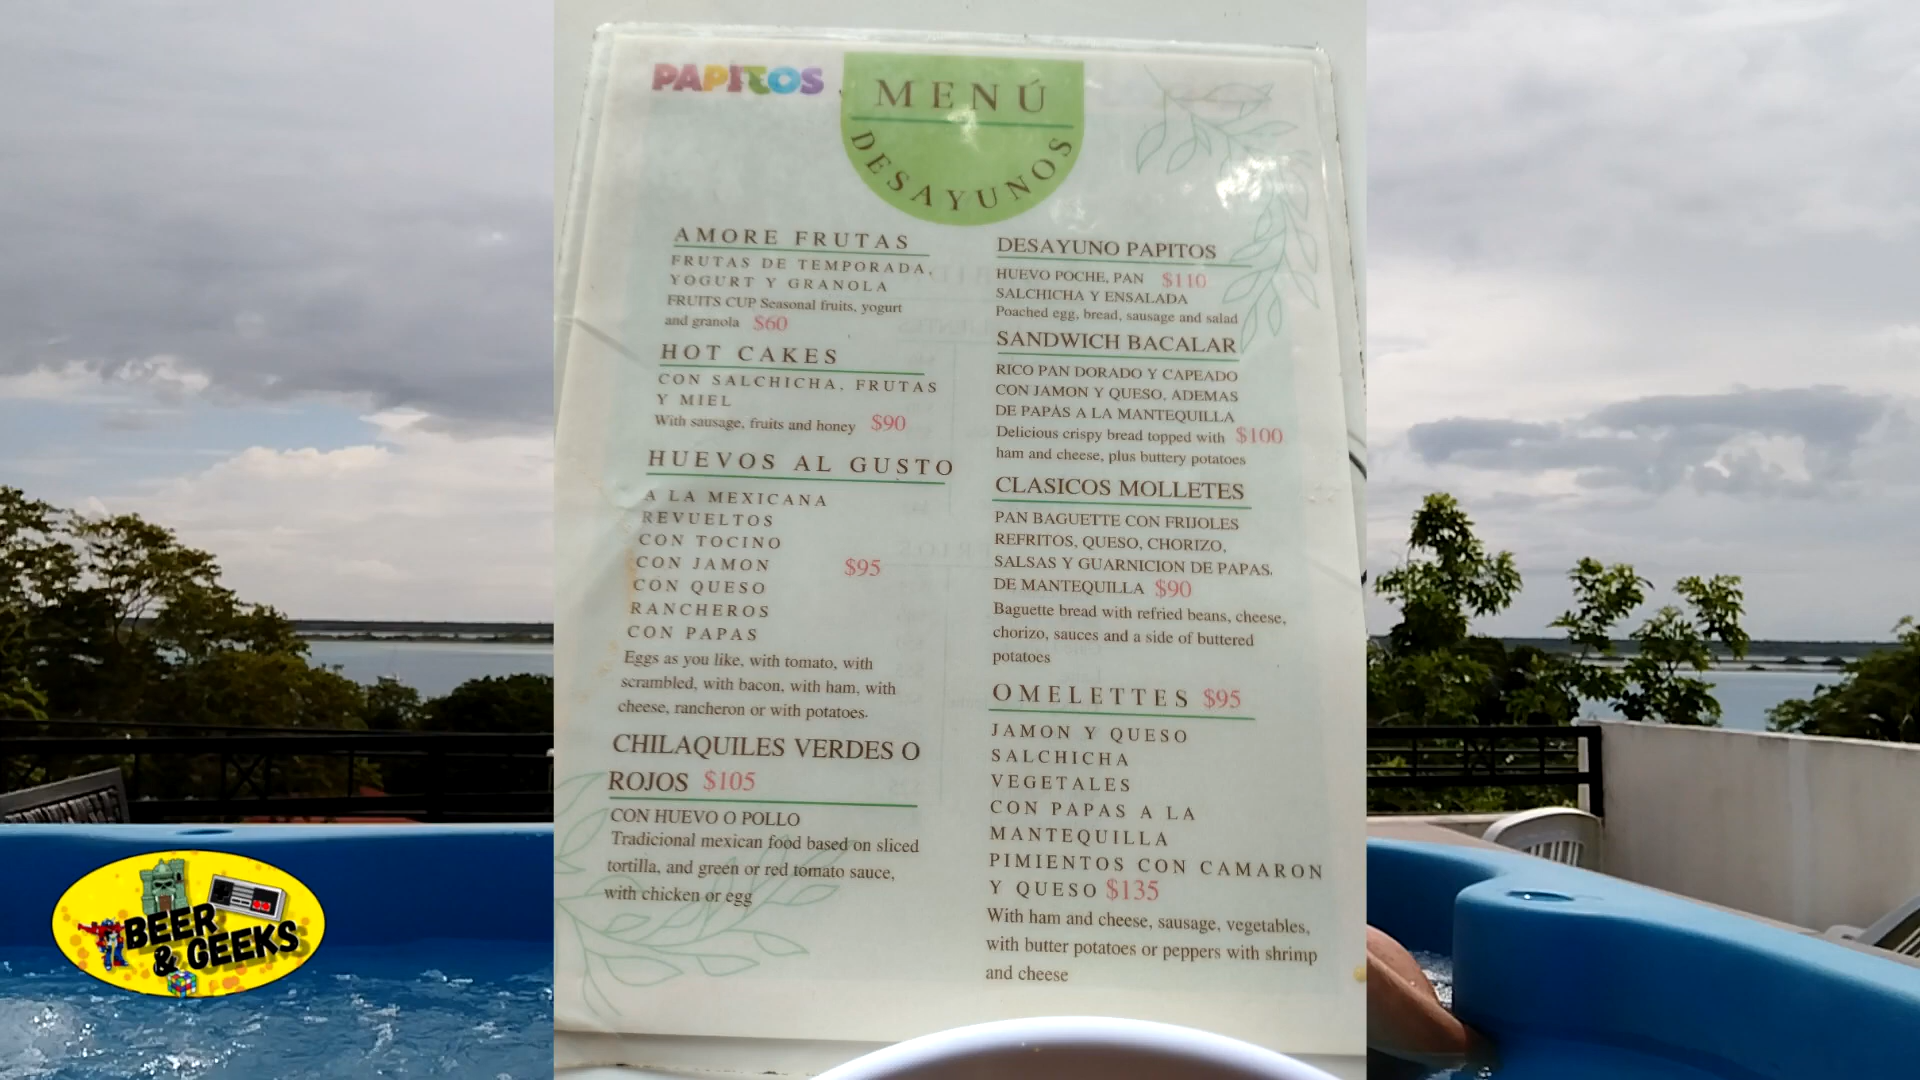 PAPITOS
MENÚ
DESAYUNOS
AMORE FRUTAS
FRUTAS DE TEMPORADA,
YOGURT Y GRANOLA
FRUITS CUP Seasonal fruits, yogurt
and granola $60
HOT CAKES
CON SALCHICHA, FRUTAS
Y MIEL
With sausage, fruits and honey $90
HUEVOS AL GUSTO
A LA MEXICANA
REVUELTOS
CON TOCINO
CON JAMON $95
CON QUESO
RANCHEROS
CON PAPAS
Eggs as you like, with tomato, with
scrambled, with bacon, with ham, with
cheese, rancheron or with potatoes.
CHILAQUILES VERDES O
ROJOS $105
CON HUEVO O POLLO
Tradicional mexican food based on sliced
tortilla, and green or red tomato sauce,
with chicken or egg
DESAYUNO PAPITOS
HUEVO POCHE, PAN $110
SALCHICHA Y ENSALADA
Poached egg, bread, sausage and salad
SANDWICH BACALAR
RICO PAN DORADO Y CAPEADO
CON JAMON Y QUESO, ADEMAS
DE PAPAS A LA MANTEQUILLA
Delicious crispy bread topped with $100
ham and cheese, plus buttery potatoes
CLASICOS MOLLETES
PAN BAGUETTE CON FRIJOLES
REFRITOS, QUESO, CHORIZO,
SALSAS Y GUARNICION DE PAPAS.
DE MANTEQUILLA $90
Baguette bread with refried beans, cheese,
chorizo, sauces and a side of buttered
potatoes
OMELETTES $95
JAMON Y QUESO
SALCHICHA
VEGETALES
CON PAPAS A LA
MANTEQUILLA
PIMIENTOS CON CAMARON
Y QUESO $135
With ham and cheese, sausage, vegetables,
with butter potatoes or peppers with shrimp
and cheese
BEER
& GEEKS